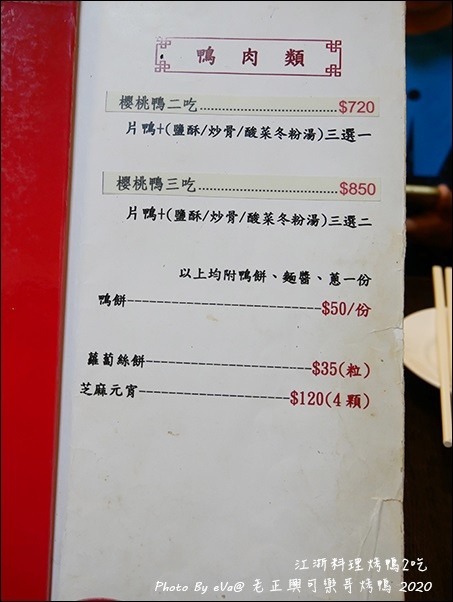 鴨肉類
櫻桃鴨二吃......................................$720
片鴨+(鹽酥/炒骨/酸菜冬粉湯)三選一
櫻桃鴨三吃......................................$850
片鴨+(鹽酥/炒骨/酸菜冬粉湯)三選二
以上均附鴨餅、麵醬、蔥一份
鴨餅----------------------------$50/份
蘿蔔絲餅------------------------$35(粒)
芝麻元宵----------------------$120(4顆)
江浙料理烤鴨2吃
Photo By eVa@ 老正興可樂哥烤鴨 2020